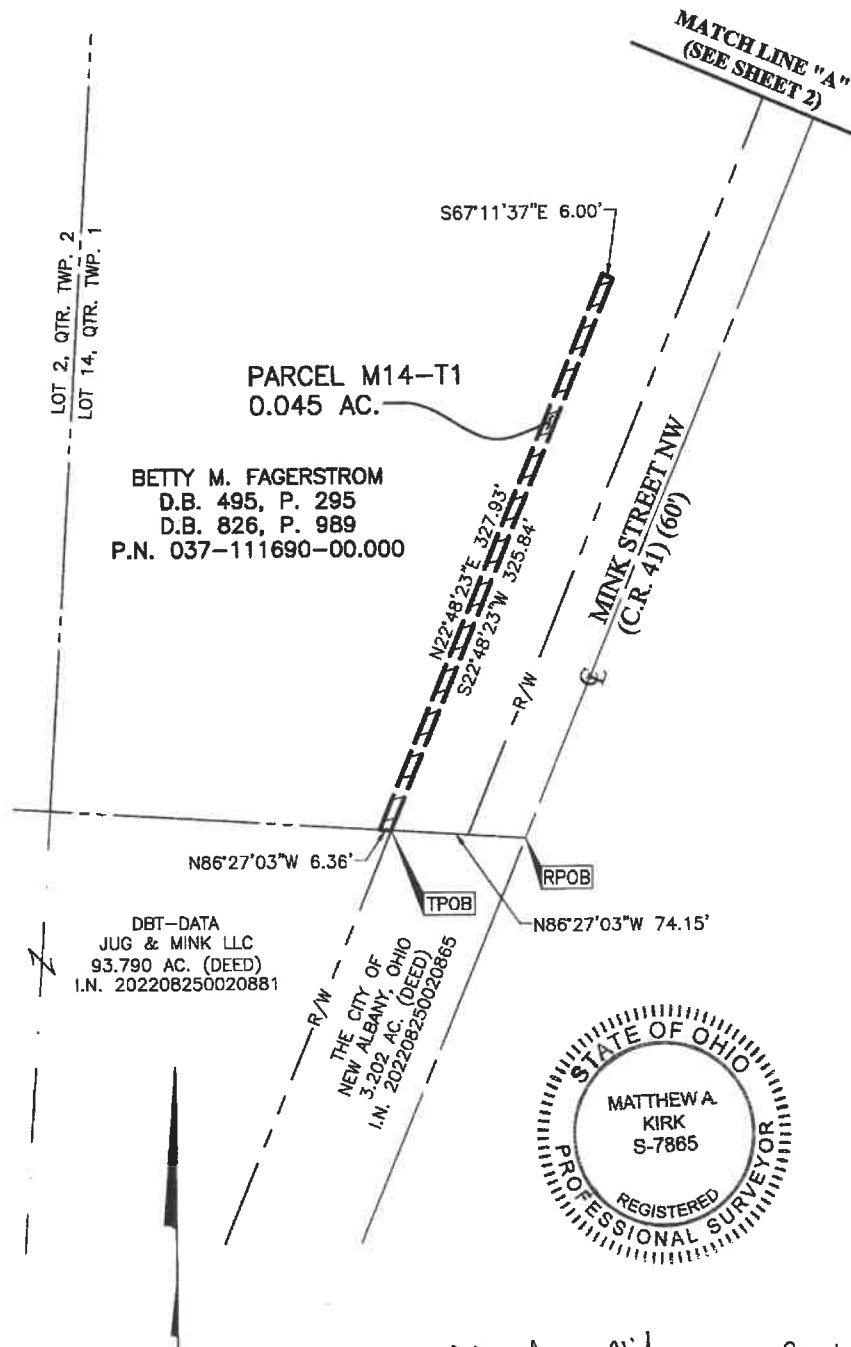 MATCH LINE "A"
(SEE SHEET 2)
S67°11'37"E 6.00'
LOT 2, QTR. TWP. 2
LOT 14, QTR. TWP. 1
PARCEL M14-T1
0.045 AC.
BETTY M. FAGERSTROM
D.B. 495, P. 295
D.B. 826, P. 989
P.N. 037-111690-00.000
N22°48'23"E 327.93'
S22°48'23"W 325.84'
MINK STREET NW
(C.R. 41) (60')
R/W
N86°27'03"W 6.36'
TPOB
RPOB
N86°27'03"W 74.15'
DBT-DATA
JUG & MINK LLC
93.790 AC. (DEED)
I.N. 202208250020881
R/W
THE CITY OF
NEW ALBANY, OHIO
3.202 AC. (DEED)
I.N. 202208250020865
STATE OF OHIO
MATTHEW A.
KIRK
S-7865
REGISTERED
PROFESSIONAL SURVEYOR